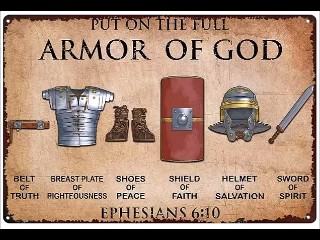 PUT ON THE FULL
ARMOR OF GOD
BELT
OF
TRUTH
BREAST PLATE
OF
RIGHTEOUSNESS
SHOES
OF
PEACE
SHIELD
OF
FAITH
HELMET
OF
SALVATION
SWORD
OF
SPIRIT
EPHESIANS 6:10